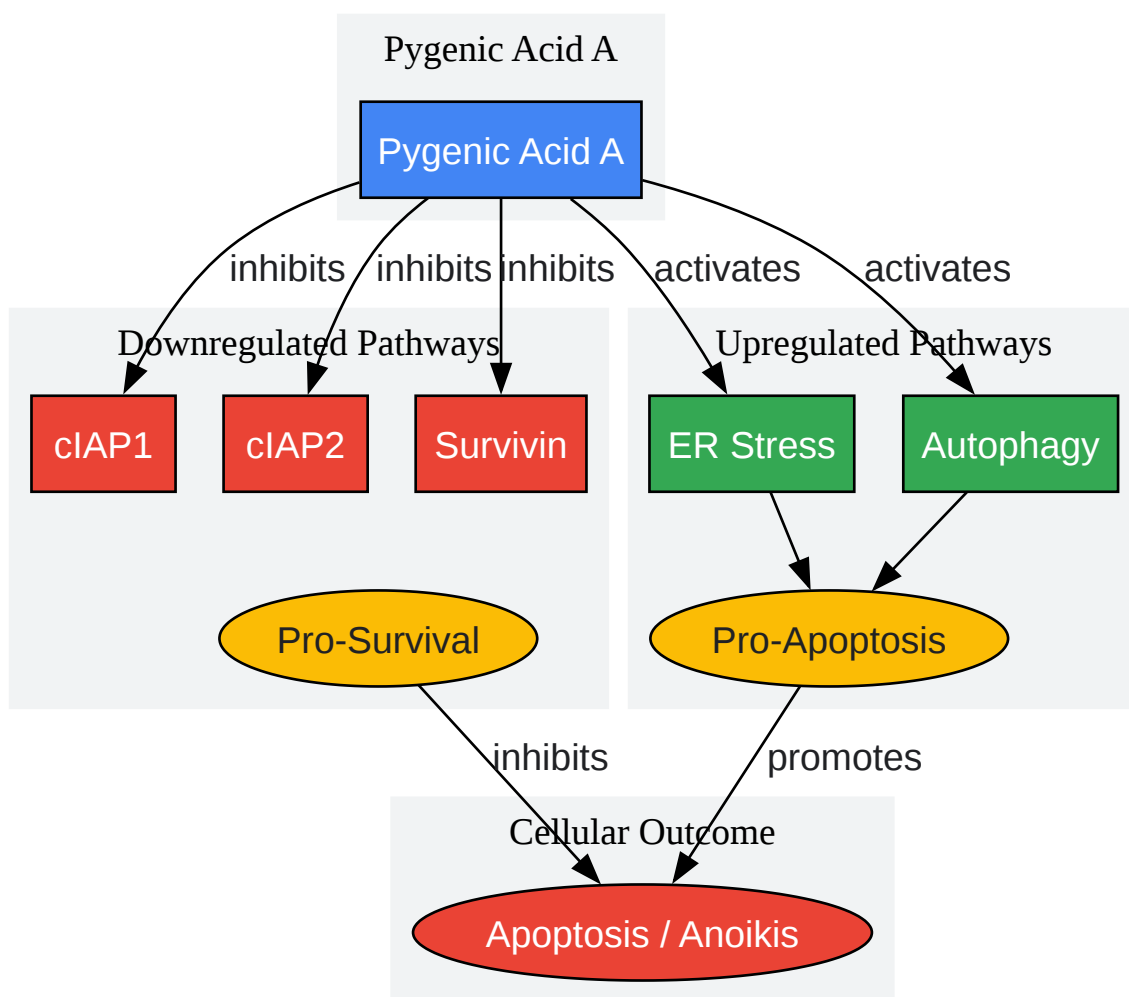 Pygenic Acid A
Pygenic Acid A
inhibits
inhibits
inhibits
activates
activates
Downregulated Pathways
Upregulated Pathways
cIAP1
cIAP2
Survivin
ER Stress
Autophagy
Pro-Survival
Pro-Apoptosis
inhibits
promotes
Cellular Outcome
Apoptosis / Anoikis